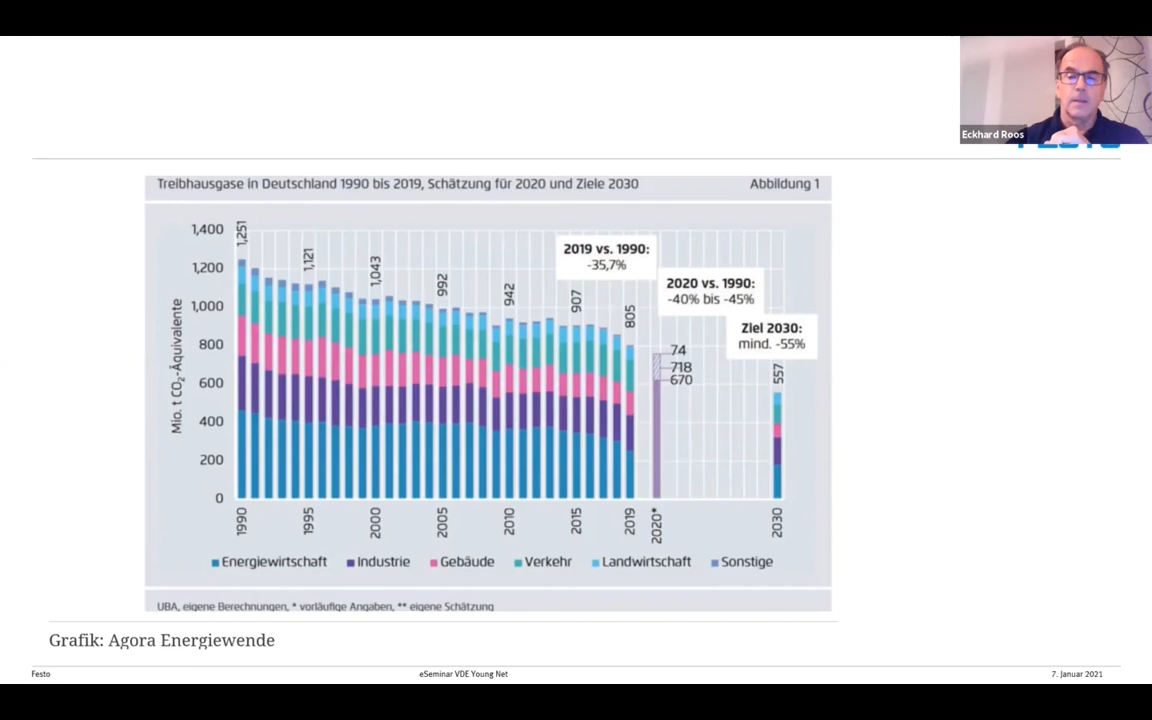 Eckhard Roos
Treibhausgase in Deutschland 1990 bis 2019, Schätzung für 2020 und Ziele 2030
Abbildung 1
Mio. t CO₂-Äquivalente
1,400
1,200
1,000
800
600
400
200
0
1,251
1,121
1,043
992
942
907
805
2019 vs. 1990:
-35,7%
2020 vs. 1990:
-40% bis -45%
Ziel 2030:
mind. -55%
74
718
670
557
1990
1995
2000
2005
2010
2015
2019
2020*
2030
Energiewirtschaft Industrie Gebäude Verkehr Landwirtschaft Sonstige
UBA, eigene Berechnungen, * vorläufige Angaben, ** eigene Schätzung
Grafik: Agora Energiewende
Festo
eSeminar VDE Young Net
7. Januar 2021